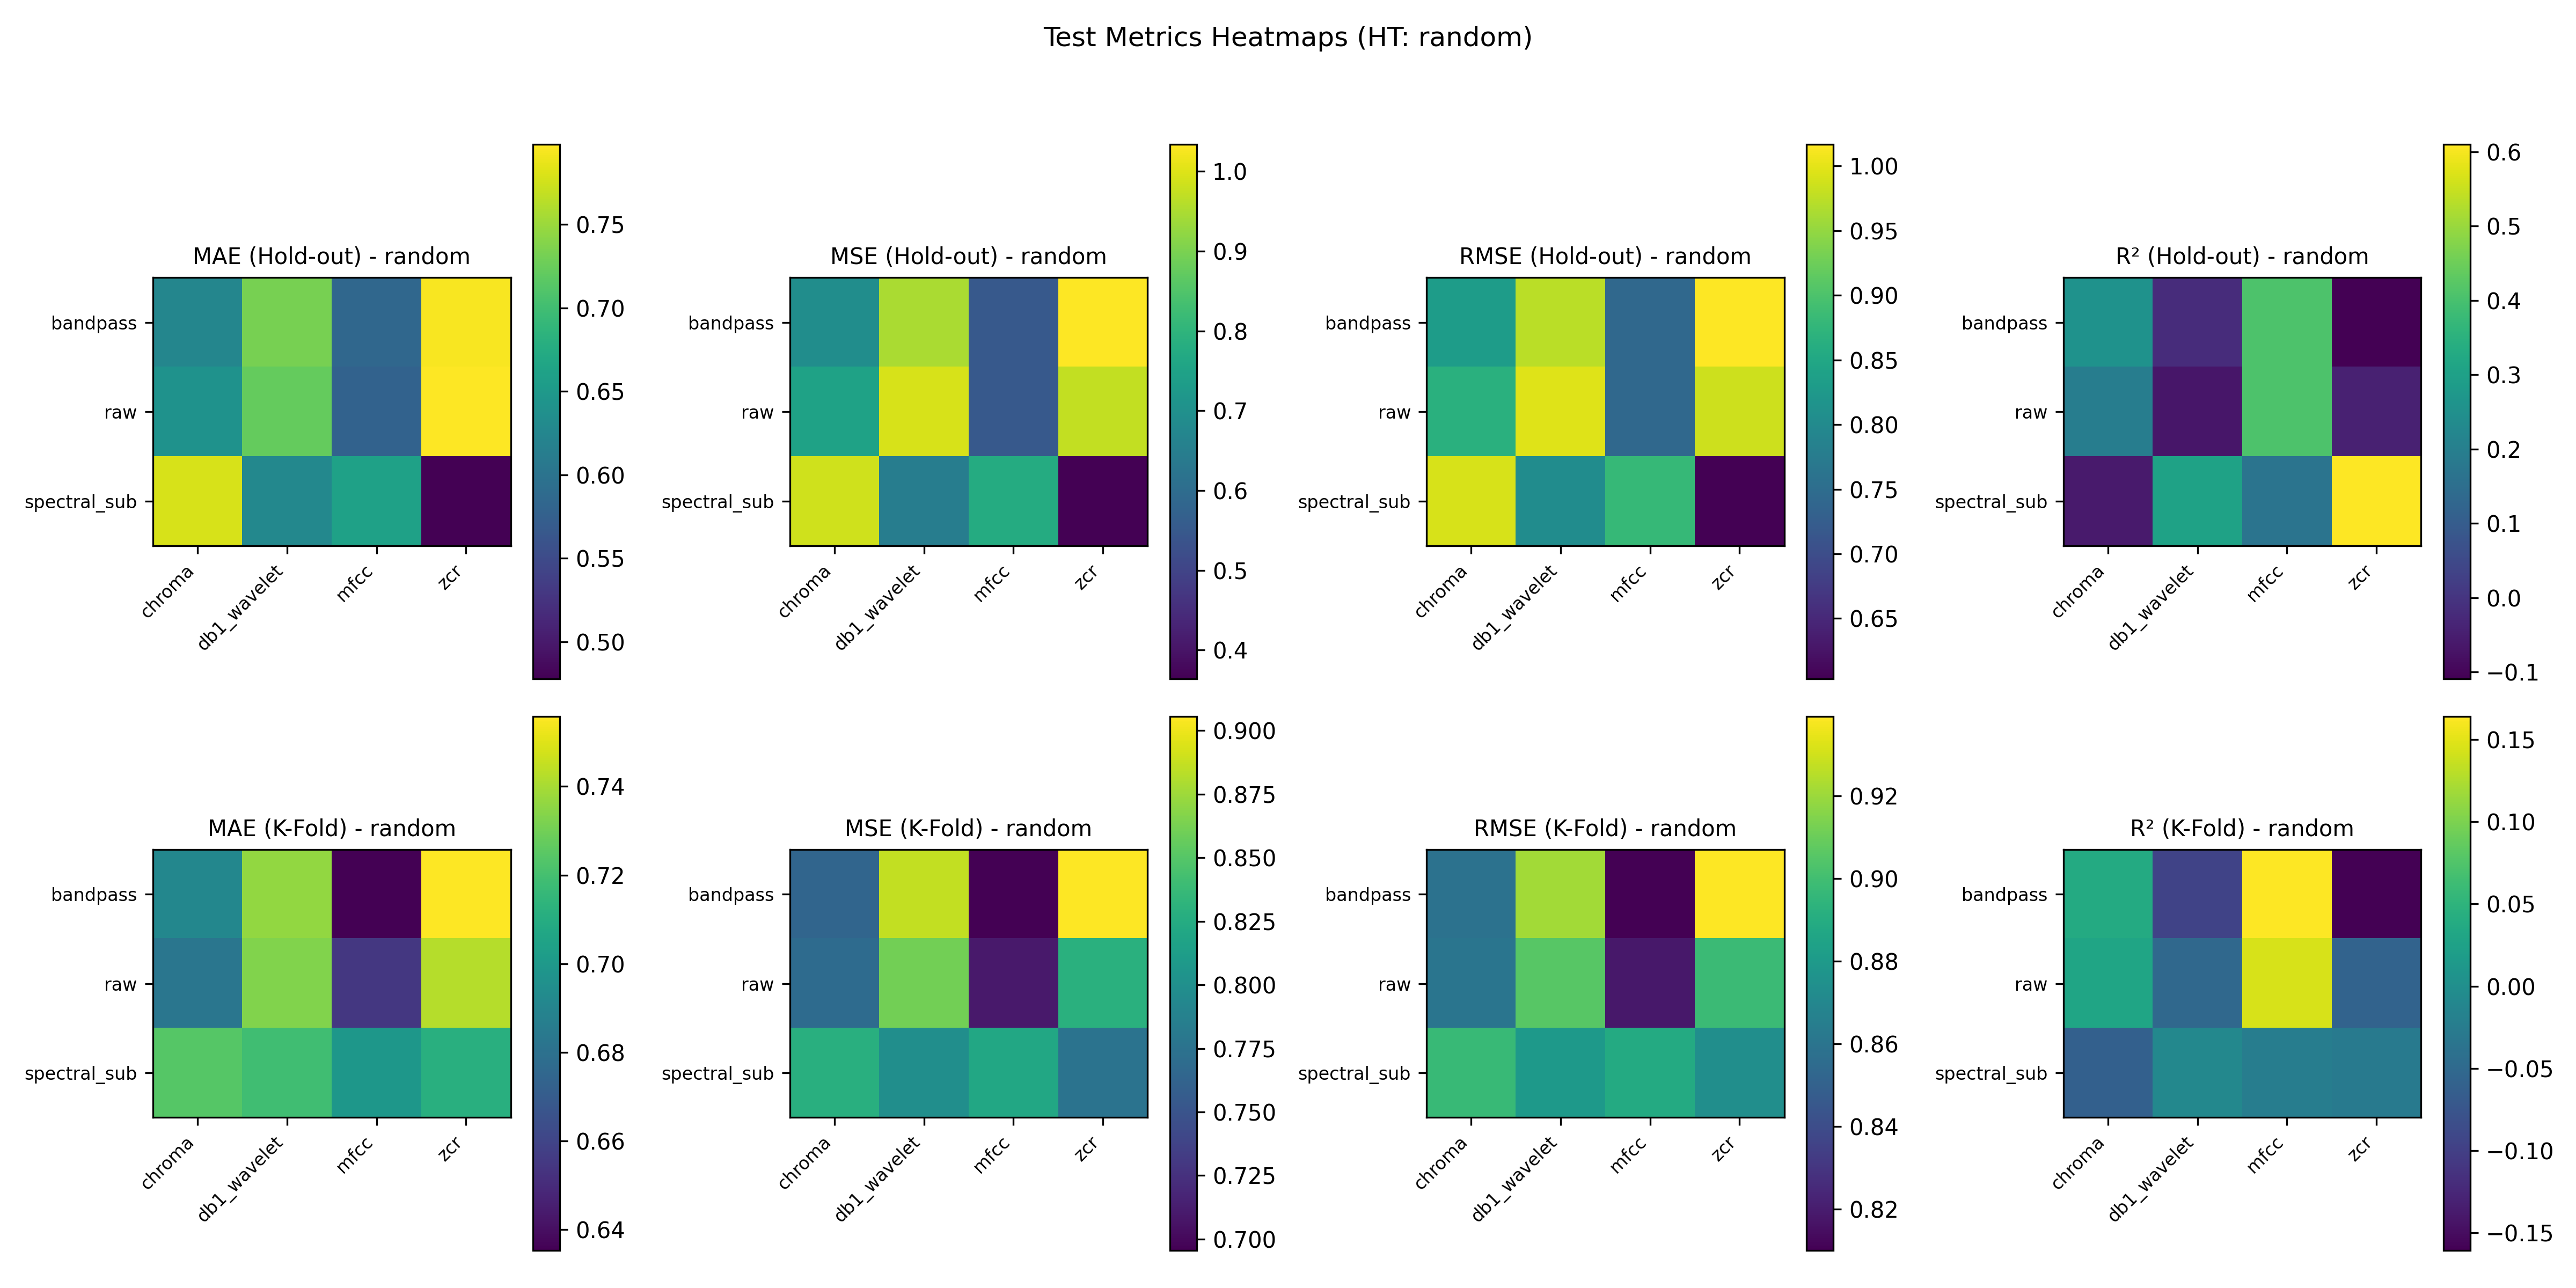 Test Metrics Heatmaps (HT: random)
MAE (Hold-out) - random
bandpass
raw
spectral_sub
chroma
db1_wavelet
mfcc
zcr
0.75
0.70
0.65
0.60
0.55
0.50
MSE (Hold-out) - random
bandpass
raw
spectral_sub
chroma
db1_wavelet
mfcc
zcr
1.0
0.9
0.8
0.7
0.6
0.5
0.4
RMSE (Hold-out) - random
bandpass
raw
spectral_sub
chroma
db1_wavelet
mfcc
zcr
1.00
0.95
0.90
0.85
0.80
0.75
0.70
0.65
R² (Hold-out) - random
bandpass
raw
spectral_sub
chroma
db1_wavelet
mfcc
zcr
0.6
0.5
0.4
0.3
0.2
0.1
0.0
−0.1
MAE (K-Fold) - random
bandpass
raw
spectral_sub
chroma
db1_wavelet
mfcc
zcr
0.74
0.72
0.70
0.68
0.66
0.64
MSE (K-Fold) - random
bandpass
raw
spectral_sub
chroma
db1_wavelet
mfcc
zcr
0.900
0.875
0.850
0.825
0.800
0.775
0.750
0.725
0.700
RMSE (K-Fold) - random
bandpass
raw
spectral_sub
chroma
db1_wavelet
mfcc
zcr
0.92
0.90
0.88
0.86
0.84
0.82
R² (K-Fold) - random
bandpass
raw
spectral_sub
chroma
db1_wavelet
mfcc
zcr
0.15
0.10
0.05
0.00
−0.05
−0.10
−0.15